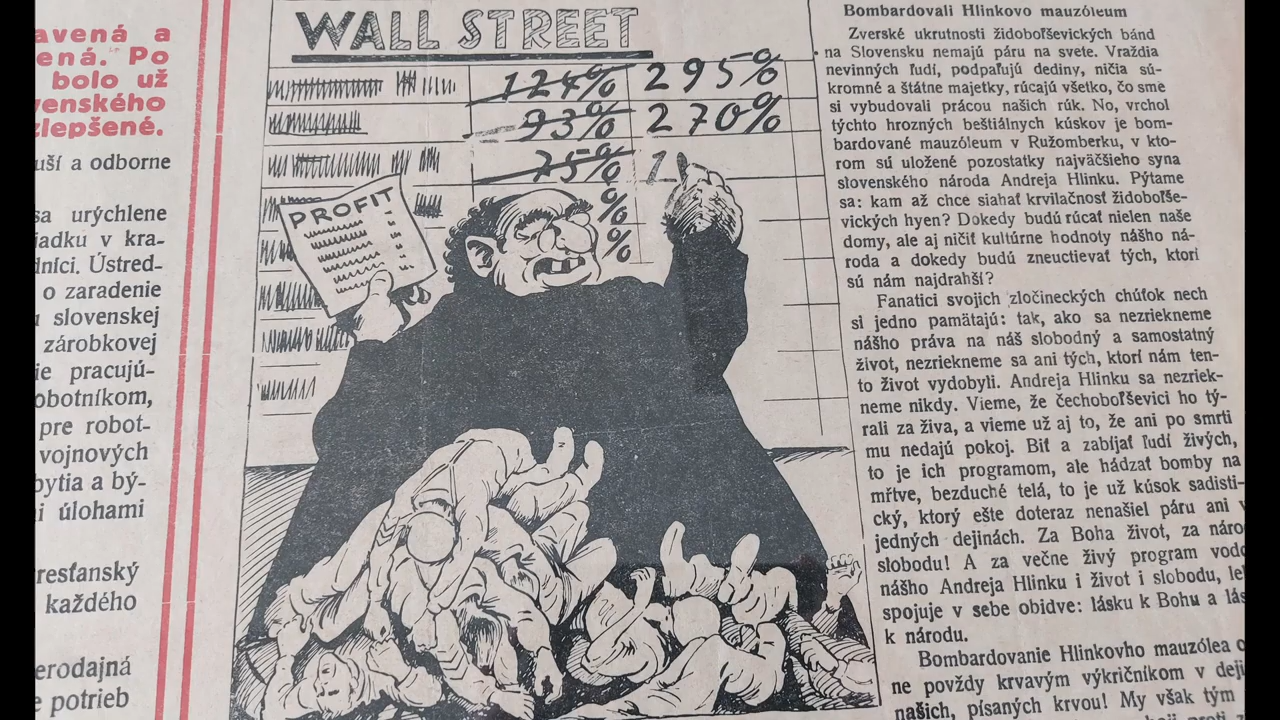 avená a
ená. Po
bolo už
venského
zlepšené.
uší a odborne
sa urýchlene
iadku v kra-
dníci. Ústred-
o zaradenie
slovenskej
zárobkovej
ie pracujú-
obotníkom,
pre robot-
vojnových
bytia a bý-
i úlohami
resťanský
každého
erodajná
e potrieb
WALL STREET
124% 295%
93% 270%
75%
%
%
PROFIT
Bombardovali Hlinkovo mauzóleum
Zverské ukrutnosti židoboľševických bánd
na Slovensku nemajú páru na svete. Vraždia
nevinných ľudí, podpaľujú dediny, ničia sú-
kromné a štátne majetky, rúcajú všetko, čo sme
si vybudovali prácou našich rúk. No, vrchol
týchto hrozných beštiálnych kúskov je bom-
bardované mauzóleum v Ružomberku, v kto-
rom sú uložené pozostatky najväčšieho syna
slovenského národa Andreja Hlinku. Pýtame
sa: kam až chce siahať krvilačnosť židoboľše-
vických hyen? Dokedy budú rúcať nielen naše
domy, ale aj ničiť kultúrne hodnoty nášho ná-
roda a dokedy budú zneuctievať tých, ktorí
sú nám najdrahší?
Fanatici svojich zločineckých chúťok nech
si jedno pamätajú: tak, ako sa nezriekneme
nášho práva na náš slobodný a samostatný
život, nezriekneme sa ani tých, ktorí nám ten-
to život vydobyli. Andreja Hlinku sa nezriek-
neme nikdy. Vieme, že čechoboľševici ho tý-
rali za živa, a vieme už aj to, že ani po smrti
mu nedajú pokoj. Biť a zabíjať ľudí živých,
to je ich programom, ale hádzať bomby na
mŕtve, bezduché telá, to je už kúsok sadisti-
cký, ktorý ešte doteraz nenašiel páru ani v
jedných dejinách. Za Boha život, za náro
slobodu! A za večne živý program vodc
nášho Andreja Hlinku i život i slobodu, le
spojuje v sebe obidve: lásku k Bohu a lás
k národu.
Bombardovanie Hlinkovho mauzólea o
ne povždy krvavým výkričníkom v dej
našich, písaných krvou! My však tým